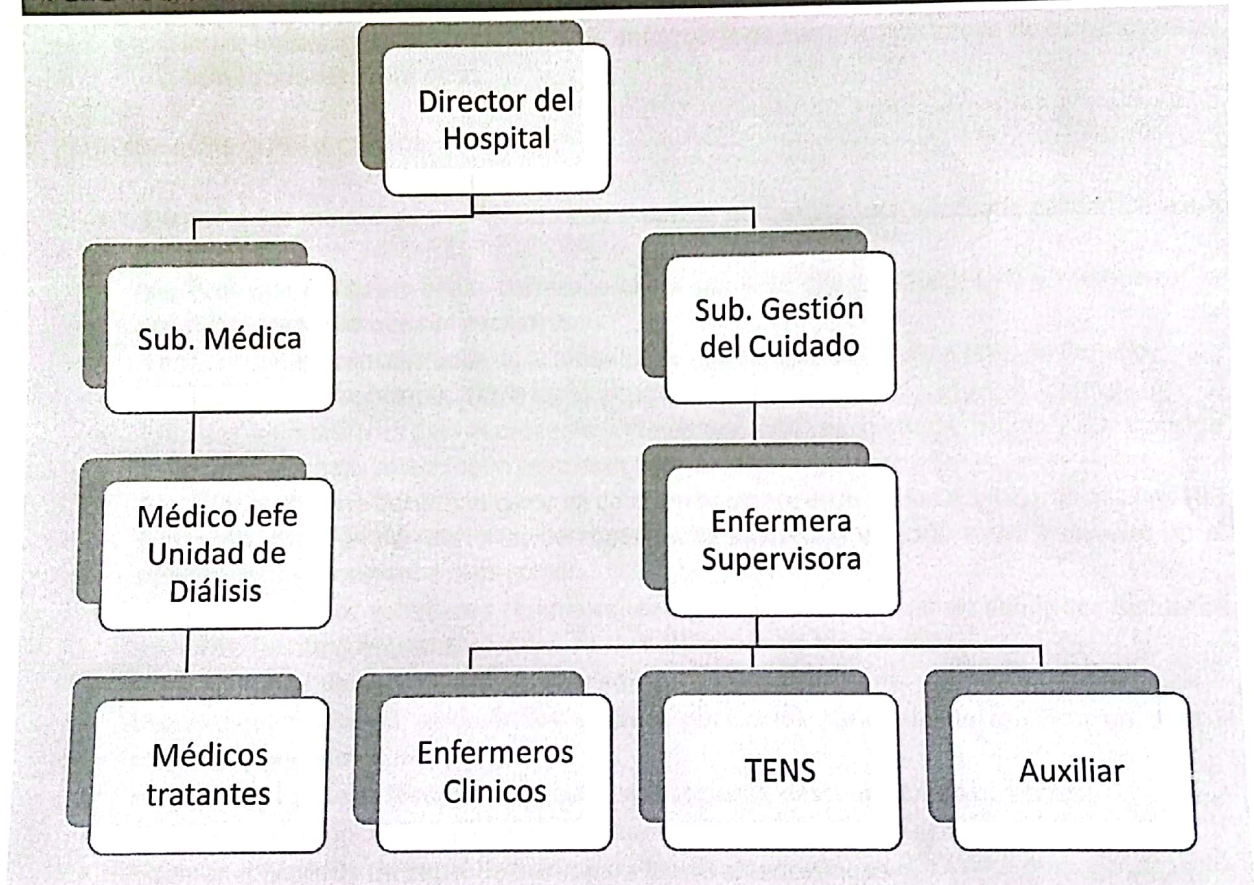 Director del
Hospital
Sub. Médica
Sub. Gestión
del Cuidado
Médico Jefe
Unidad de
Diálisis
Enfermera
Supervisora
Médicos
tratantes
Enfermeros
Clinicos
TENS
Auxiliar